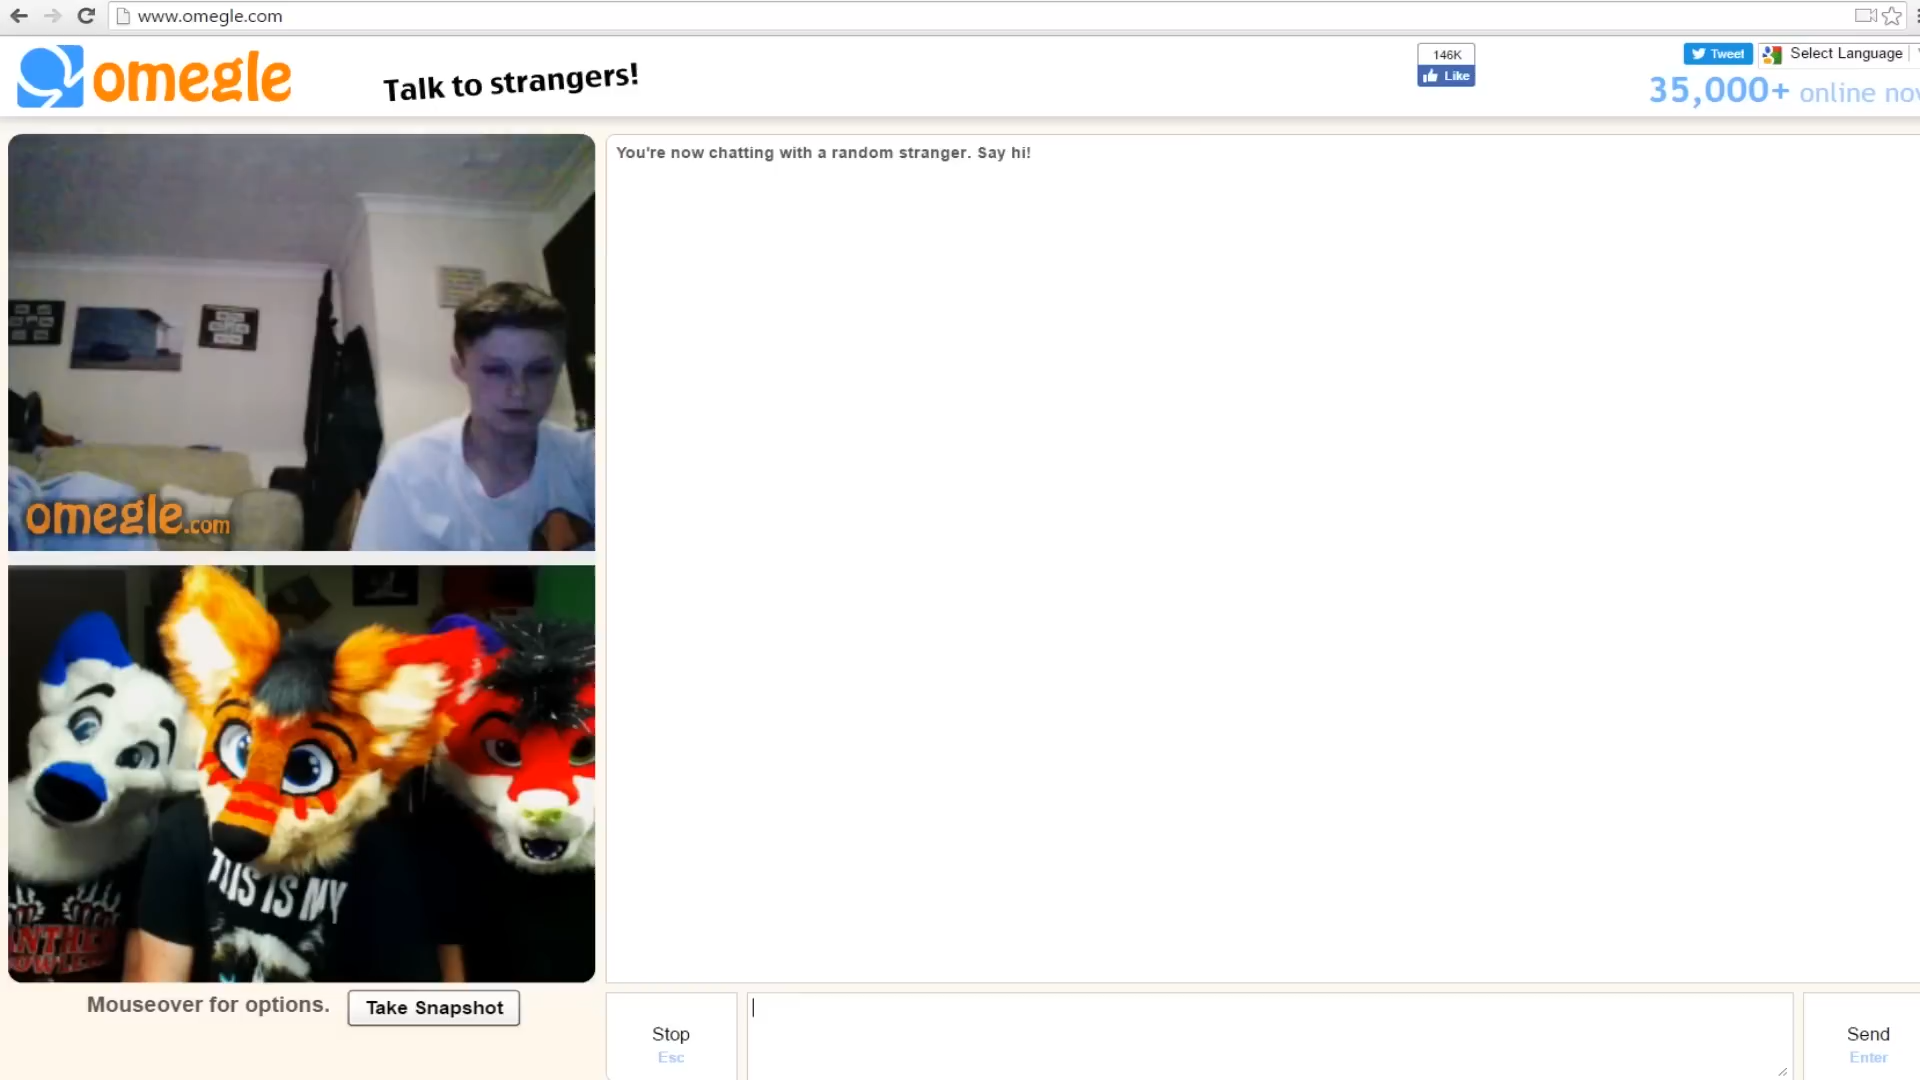 www.omegle.com
omegle
Talk to strangers!
146K
Like
Tweet
Select Language
35,000+ online nov
You're now chatting with a random stranger. Say hi!
omegle.com
THIS IS MY
Mouseover for options.
Take Snapshot
Stop
Esc
Send
Enter